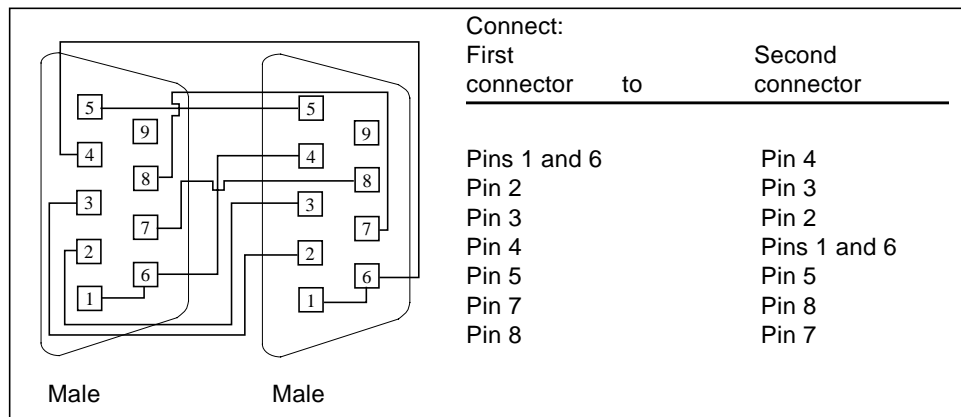 5 5
9 9
4 4
8 8
3 3
7 7
2 2
6 6
1 1
Male Male
Connect:
First Second
connector to connector
Pins 1 and 6 Pin 4
Pin 2 Pin 3
Pin 3 Pin 2
Pin 4 Pins 1 and 6
Pin 5 Pin 5
Pin 7 Pin 8
Pin 8 Pin 7